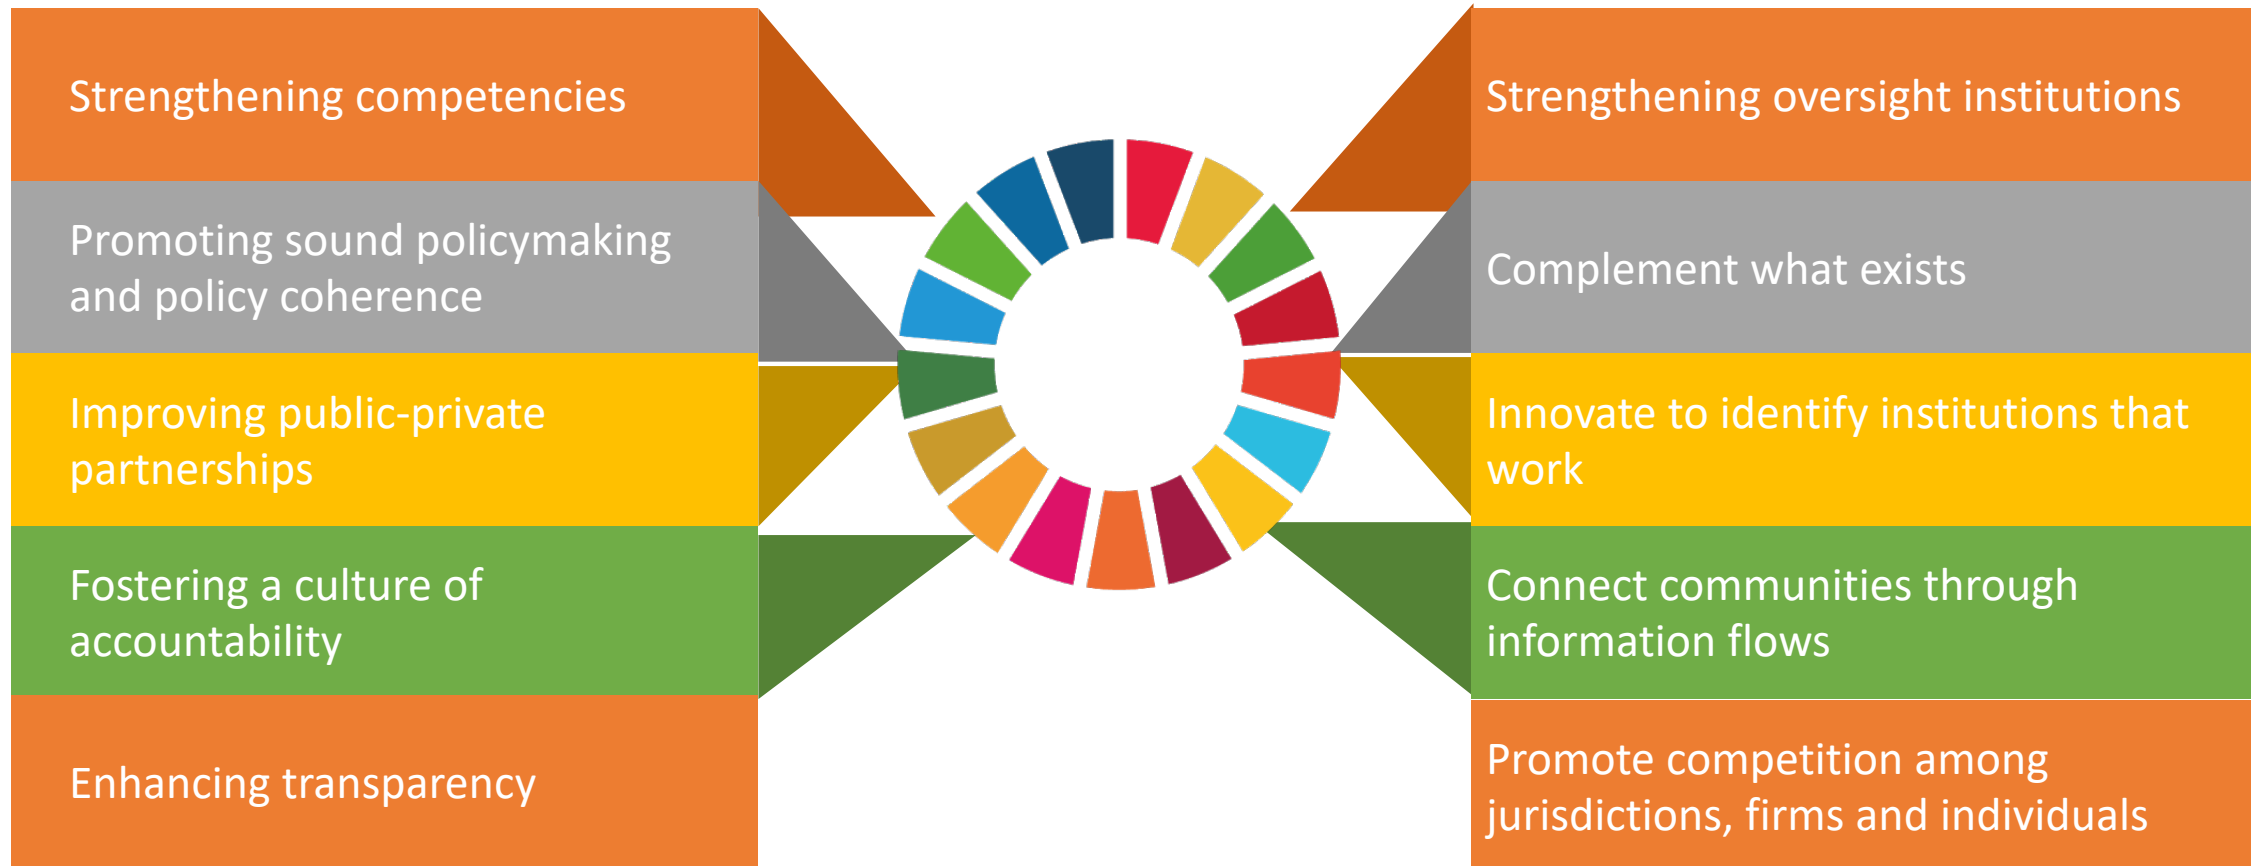 Strengthening competencies
Promoting sound policymaking
and policy coherence
Improving public-private
partnerships
Fostering a culture of
accountability
Enhancing transparency
Strengthening oversight institutions
Complement what exists
Innovate to identify institutions that
work
Connect communities through
information flows
Promote competition among
jurisdictions, firms and individuals